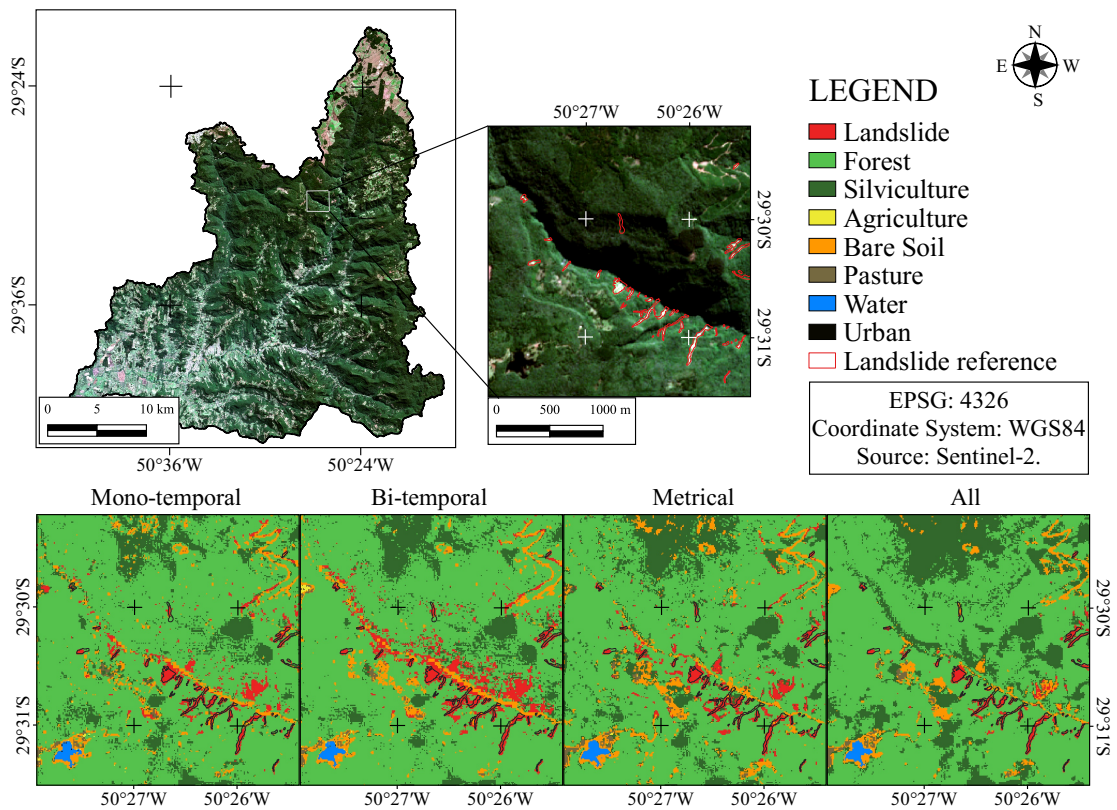 N
E W
S
29°24'S
29°36'S
0 5 10 km
50°36'W 50°24'W
50°27'W 50°26'W
29°30'S
29°31'S
0 500 1000 m
LEGEND
Landslide
Forest
Silviculture
Agriculture
Bare Soil
Pasture
Water
Urban
Landslide reference
EPSG: 4326
Coordinate System: WGS84
Source: Sentinel-2.
Mono-temporal Bi-temporal Metrical All
29°30'S 29°30'S
29°31'S 29°31'S
50°27'W 50°26'W 50°27'W 50°26'W 50°27'W 50°26'W 50°27'W 50°26'W